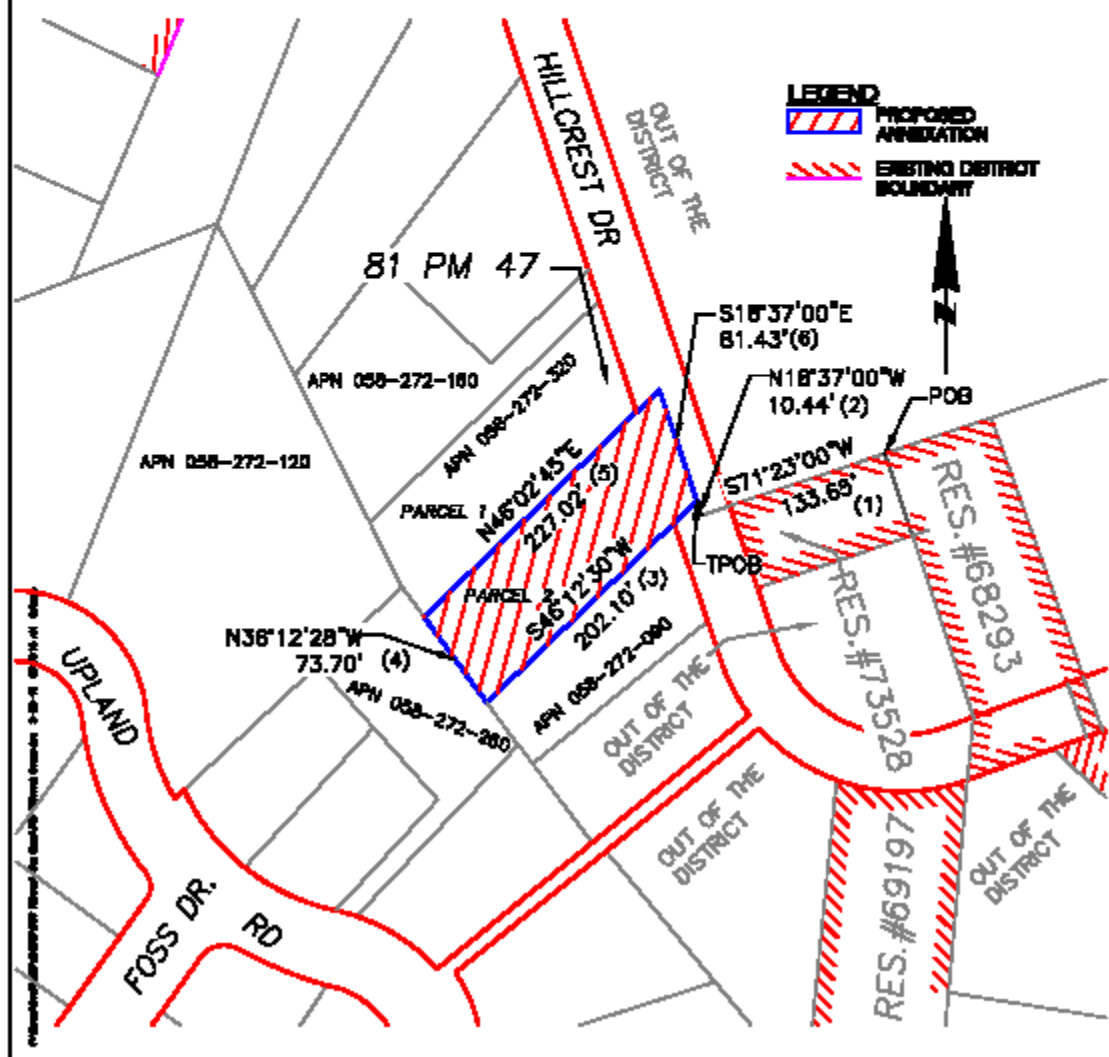 HILLCREST DR
OUT OF THE
DISTRICT
LEGEND
PROPOSED
ANNEXATION
EXISTING DISTRICT
BOUNDARY
N
81 PM 47
S18°37'00"E
81.43'(6)
N18°37'00"W
10.44' (2)
POB
APN 058-272-160
APN 058-272-320
APN 058-272-120
S71°23'00"W
133.69'
(1)
RES.#68293
PARCEL 1
N46°02'45"E
227.02' (5)
TPOB
PARCEL 2
S46°12'30"W
202.10' (3)
N36°12'28"W
73.70' (4)
APN 058-272-090
APN 058-272-260
RES.#73528
OUT OF THE
DISTRICT
UPLAND
RD
FOSS DR.
OUT OF THE
DISTRICT
RES.#69197
OUT OF THE
DISTRICT